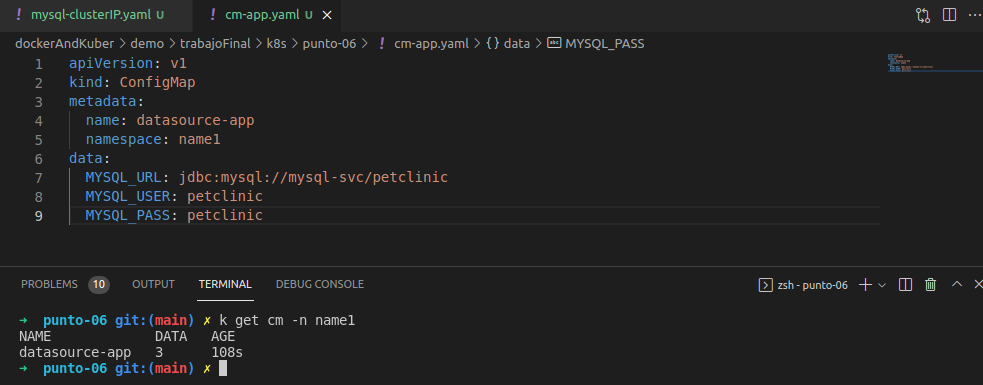 ! mysql-clusterIP.yaml U ! cm-app.yaml U ×
dockerAndKuber > demo > trabajoFinal > k8s > punto-06 > ! cm-app.yaml > {} data > abc MYSQL_PASS
1 apiVersion: v1
2 kind: ConfigMap
3 metadata:
4 name: datasource-app
5 namespace: name1
6 data:
7 MYSQL_URL: jdbc:mysql://mysql-svc/petclinic
8 MYSQL_USER: petclinic
9 MYSQL_PASS: petclinic
PROBLEMS 10 OUTPUT TERMINAL DEBUG CONSOLE zsh - punto-06
→ punto-06 git:(main) ✗ k get cm -n name1
NAME DATA AGE
datasource-app 3 108s
→ punto-06 git:(main) ✗